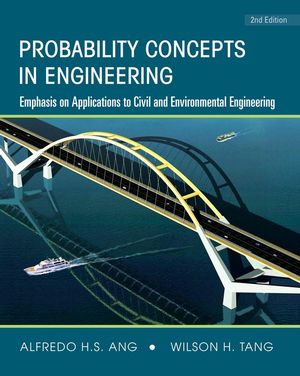 2nd Edition
PROBABILITY CONCEPTS
IN ENGINEERING
Emphasis on Applications to Civil and Environmental Engineering
ALFREDO H.S. ANG • WILSON H. TANG